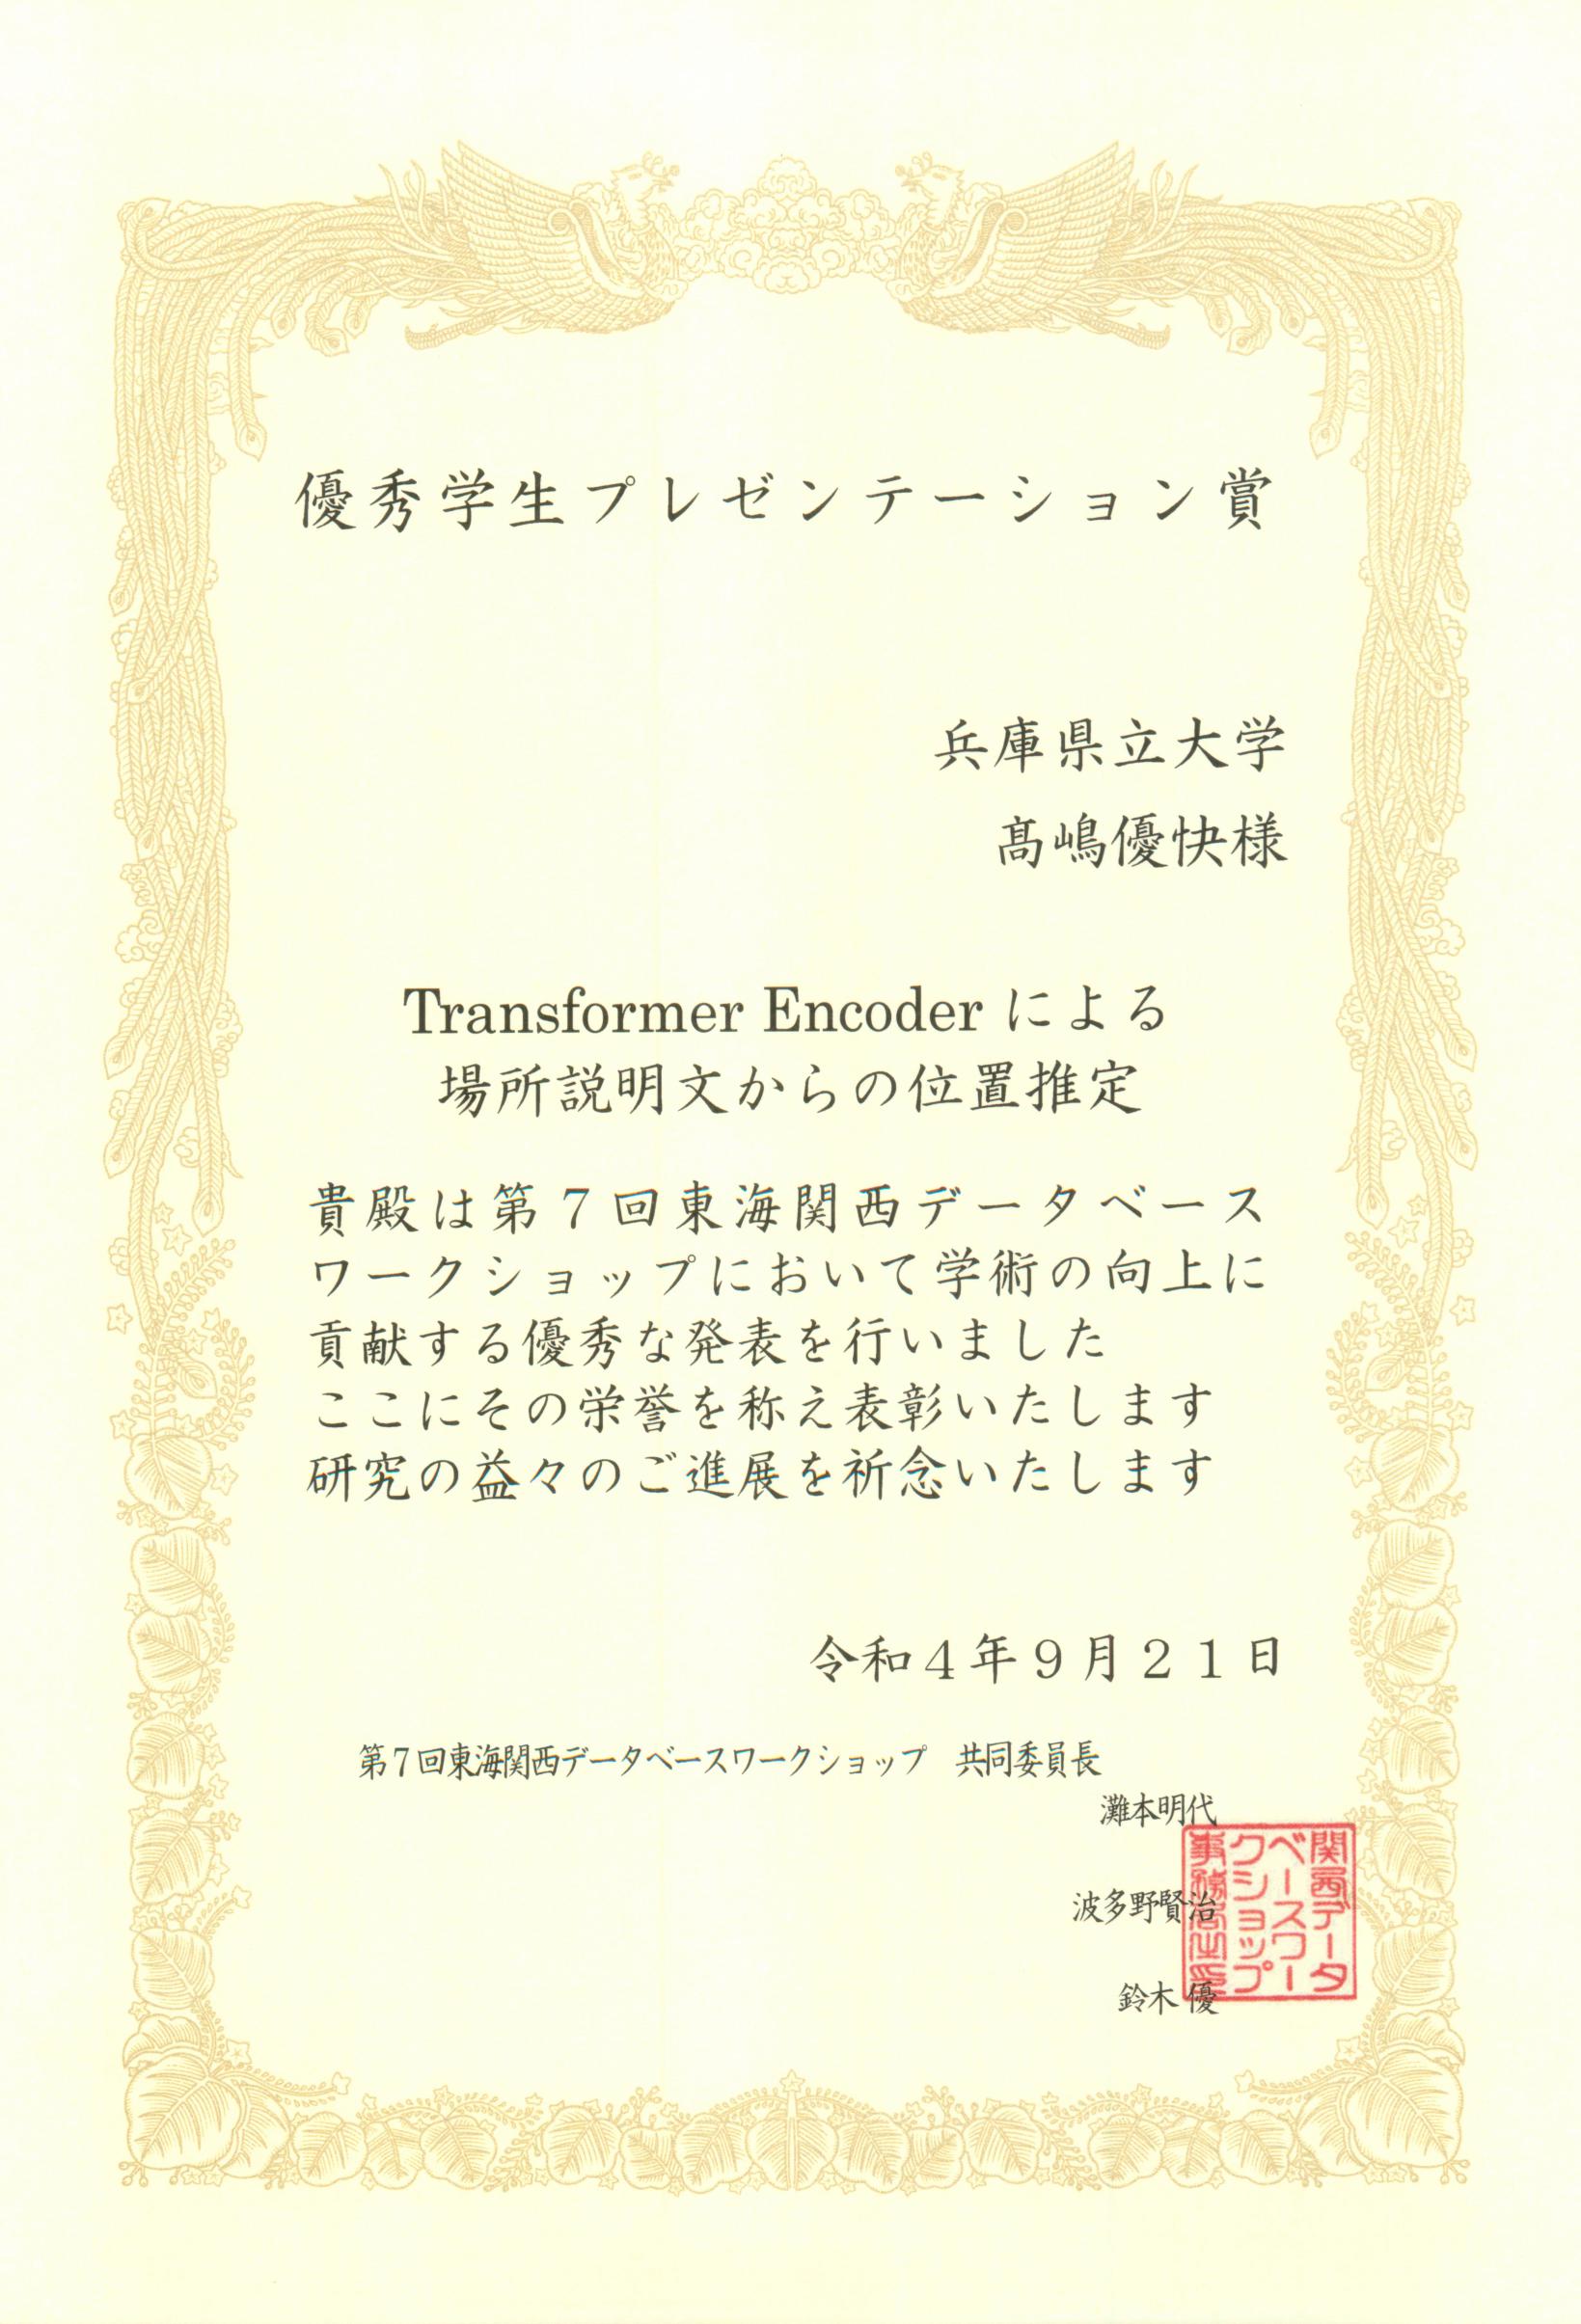 優秀学生プレゼンテーション賞
兵庫県立大学
髙嶋優快様
Transformer Encoder による
場所説明文からの位置推定
貴殿は第７回東海関西データベース
ワークショップにおいて学術の向上に
貢献する優秀な発表を行いました
ここにその栄誉を称え表彰いたします
研究の益々のご進展を祈念いたします
令和４年９月２１日
第７回東海関西データベースワークショップ　共同委員長
灘本明代
波多野賢治
鈴木 優
関西データ
ベースワー
クショップ
事務局之印